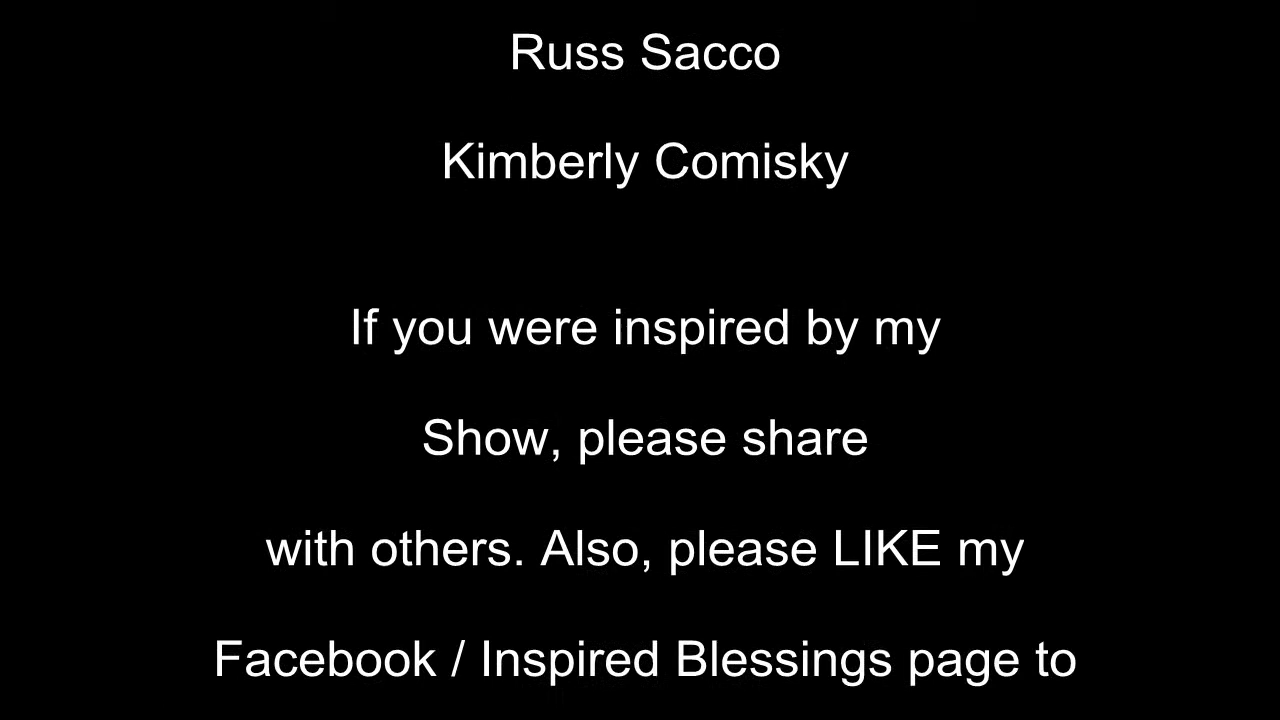 Russ Sacco
Kimberly Comisky
If you were inspired by my
Show, please share
with others. Also, please LIKE my
Facebook / Inspired Blessings page to